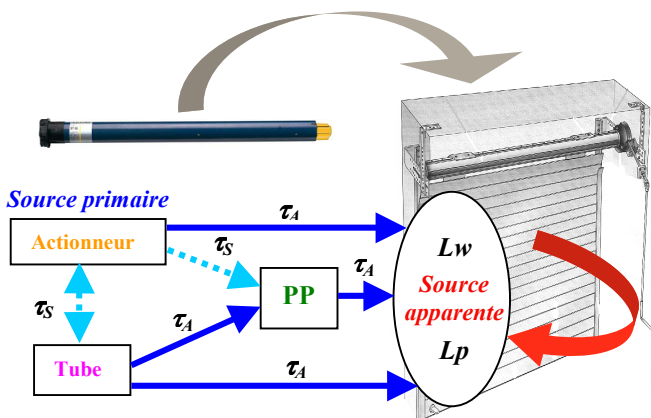 Source primaire
τA
Actionneur
τS
Lw
τA
τS
PP
Source
apparente
τA
Lp
Tube
τA